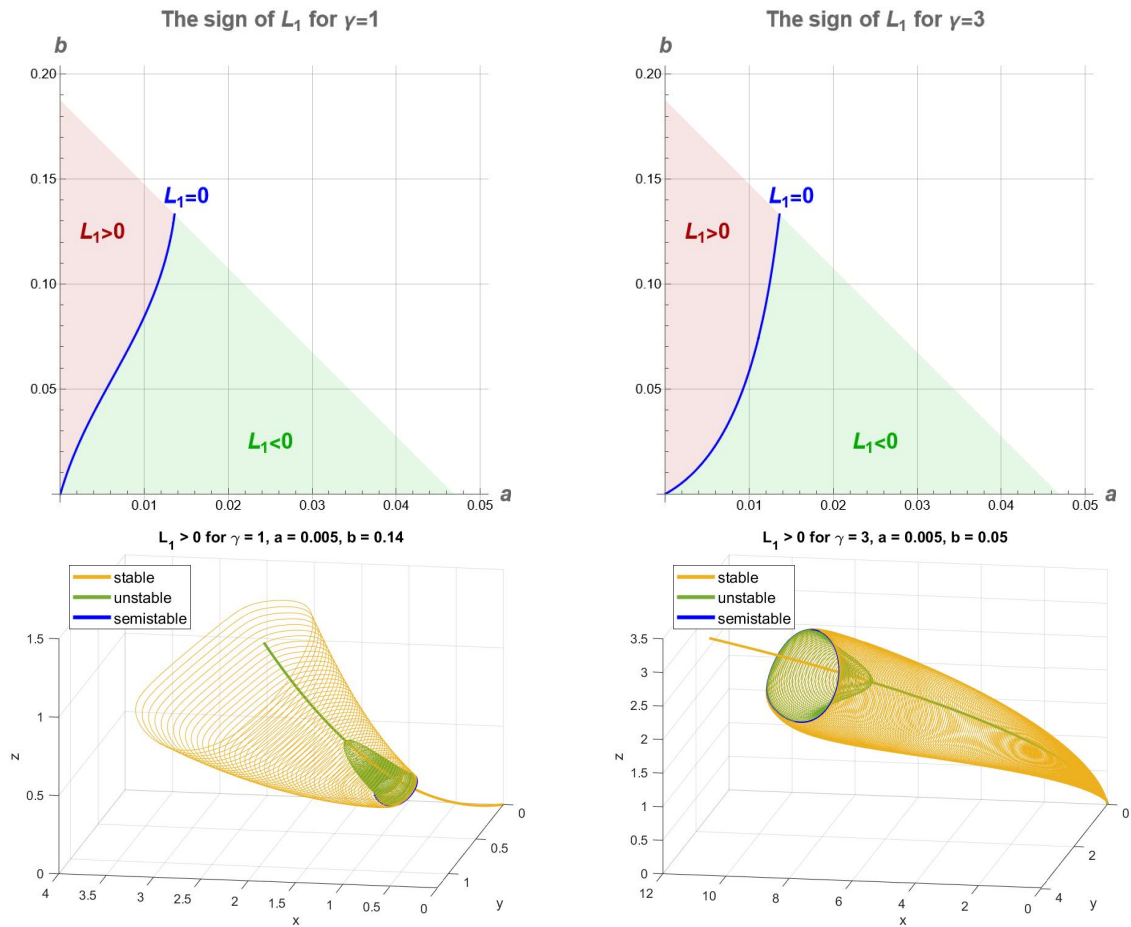 The sign of L₁ for γ=1
b
0.20
0.15
0.10
0.05
L₁=0
L₁>0
L₁<0
0.01
0.02
0.03
0.04
0.05
a
The sign of L₁ for γ=3
b
0.20
0.15
0.10
0.05
L₁=0
L₁>0
L₁<0
0.01
0.02
0.03
0.04
0.05
a
L₁ > 0 for γ = 1, a = 0.005, b = 0.14
stable
unstable
semistable
1.5
1
0.5
0
z
4
3.5
3
2.5
2
1.5
1
0.5
0
x
0
0.5
1
y
L₁ > 0 for γ = 3, a = 0.005, b = 0.05
stable
unstable
semistable
3.5
3
2.5
2
1.5
1
0.5
0
z
12
10
8
6
4
2
0
x
0
2
4
y